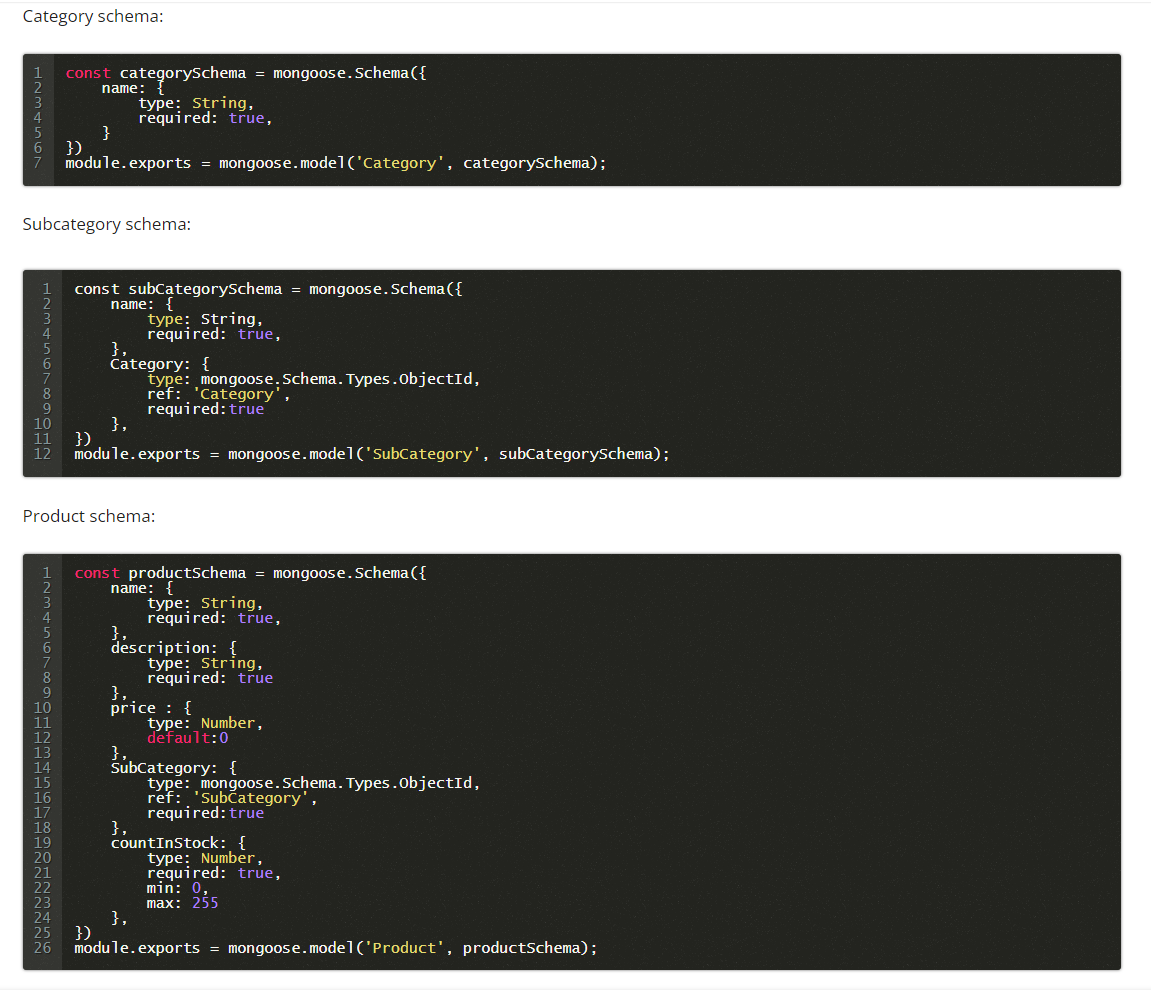 Category schema:
1 const categorySchema = mongoose.Schema({
2     name: {
3         type: String,
4         required: true,
5     }
6 })
7 module.exports = mongoose.model('Category', categorySchema);
Subcategory schema:
1 const subCategorySchema = mongoose.Schema({
2     name: {
3         type: String,
4         required: true,
5     },
6     Category: {
7         type: mongoose.Schema.Types.ObjectId,
8         ref: 'Category',
9         required:true
10     },
11 })
12 module.exports = mongoose.model('SubCategory', subCategorySchema);
Product schema:
1 const productSchema = mongoose.Schema({
2     name: {
3         type: String,
4         required: true,
5     },
6     description: {
7         type: String,
8         required: true
9     },
10     price : {
11         type: Number,
12         default:0
13     },
14     SubCategory: {
15         type: mongoose.Schema.Types.ObjectId,
16         ref: 'SubCategory',
17         required:true
18     },
19     countInStock: {
20         type: Number,
21         required: true,
22         min: 0,
23         max: 255
24     },
25 })
26 module.exports = mongoose.model('Product', productSchema);